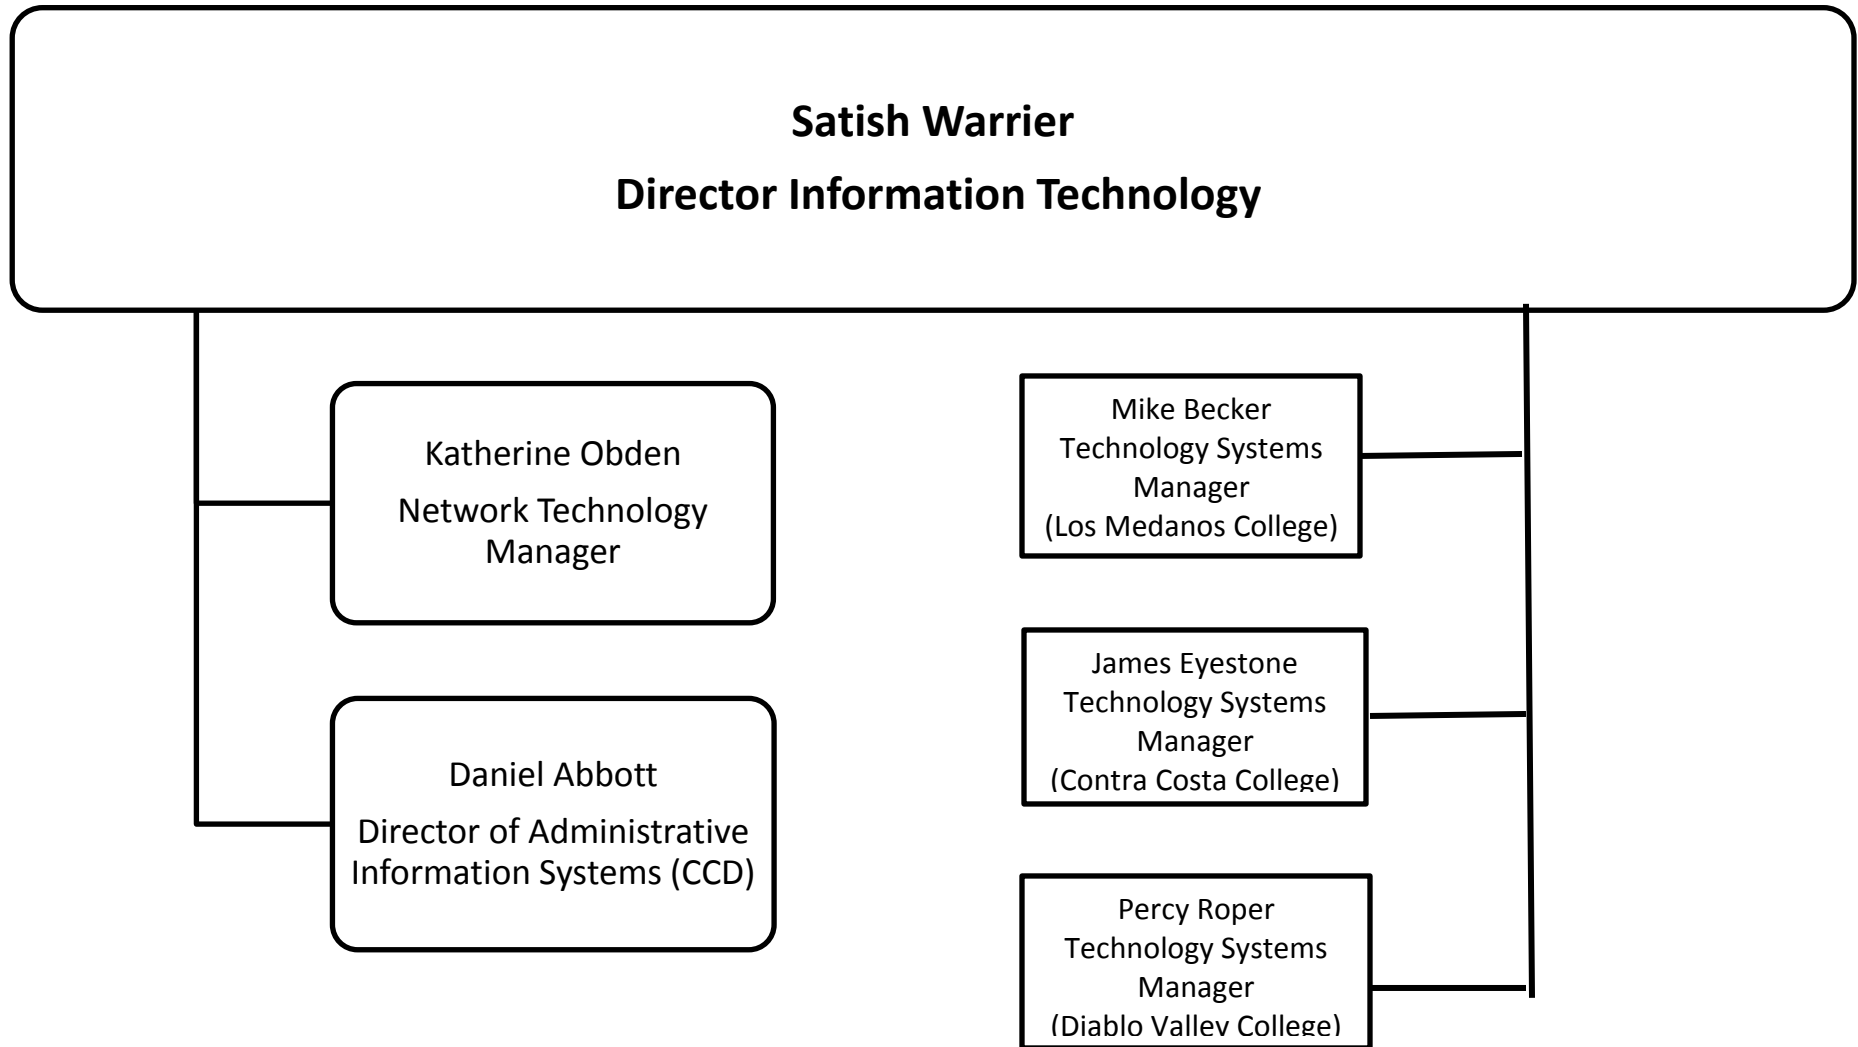 Satish Warrier
Director Information Technology
Katherine Obden
Network Technology
Manager
Daniel Abbott
Director of Administrative
Information Systems (CCD)
Mike Becker
Technology Systems
Manager
(Los Medanos College)
James Eyestone
Technology Systems
Manager
(Contra Costa College)
Percy Roper
Technology Systems
Manager
(Diablo Valley College)